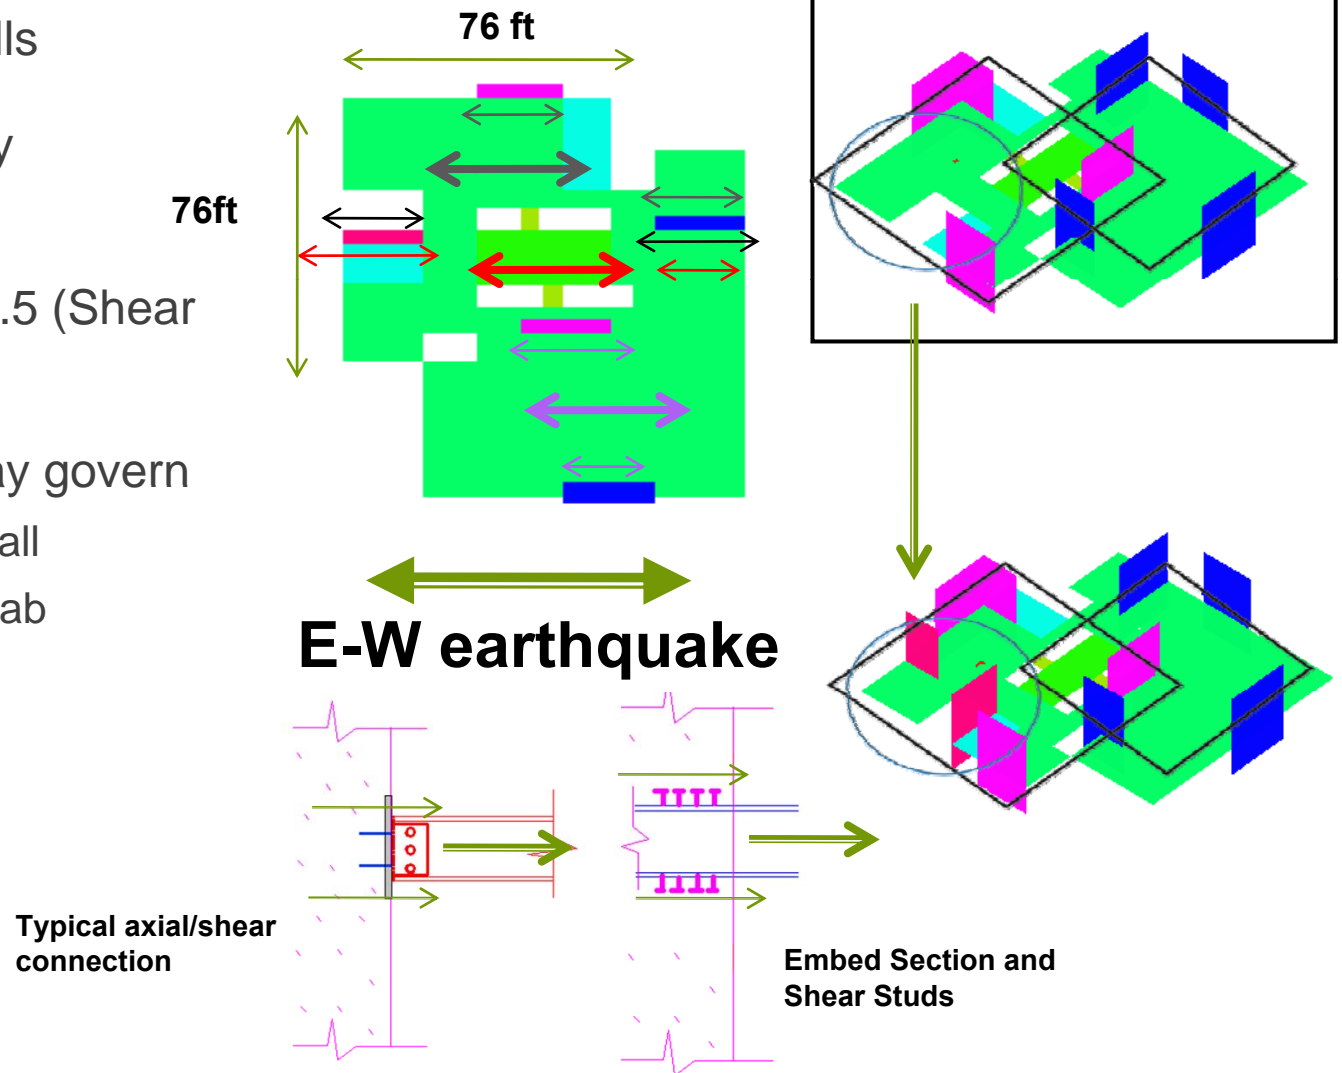 lls
y
.5 (Shear
ay govern
all
ab
76 ft
76ft
E-W earthquake
Typical axial/shear
connection
Embed Section and
Shear Studs